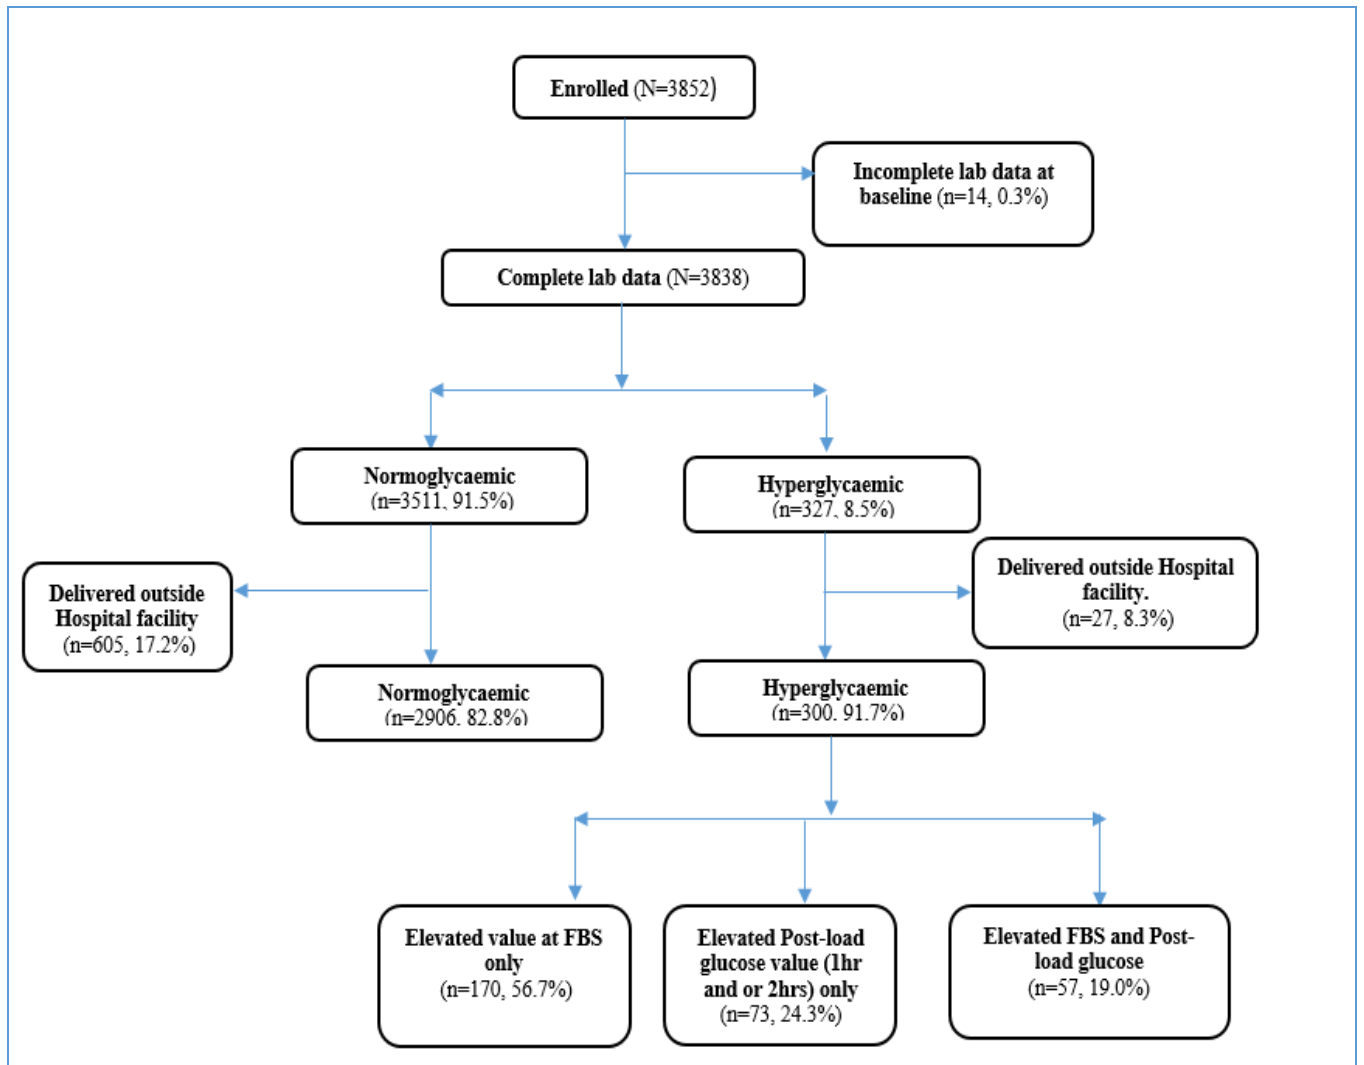 Enrolled (N=3852)
Incomplete lab data at
baseline (n=14, 0.3%)
Complete lab data (N=3838)
Normoglycaemic
(n=3511, 91.5%)
Hyperglycaemic
(n=327, 8.5%)
Delivered outside
Hospital facility
(n=605, 17.2%)
Delivered outside Hospital
facility.
(n=27, 8.3%)
Normoglycaemic
(n=2906, 82.8%)
Hyperglycaemic
(n=300, 91.7%)
Elevated value at FBS
only
(n=170, 56.7%)
Elevated Post-load
glucose value (1hr
and or 2hrs) only
(n=73, 24.3%)
Elevated FBS and Post-
load glucose
(n=57, 19.0%)